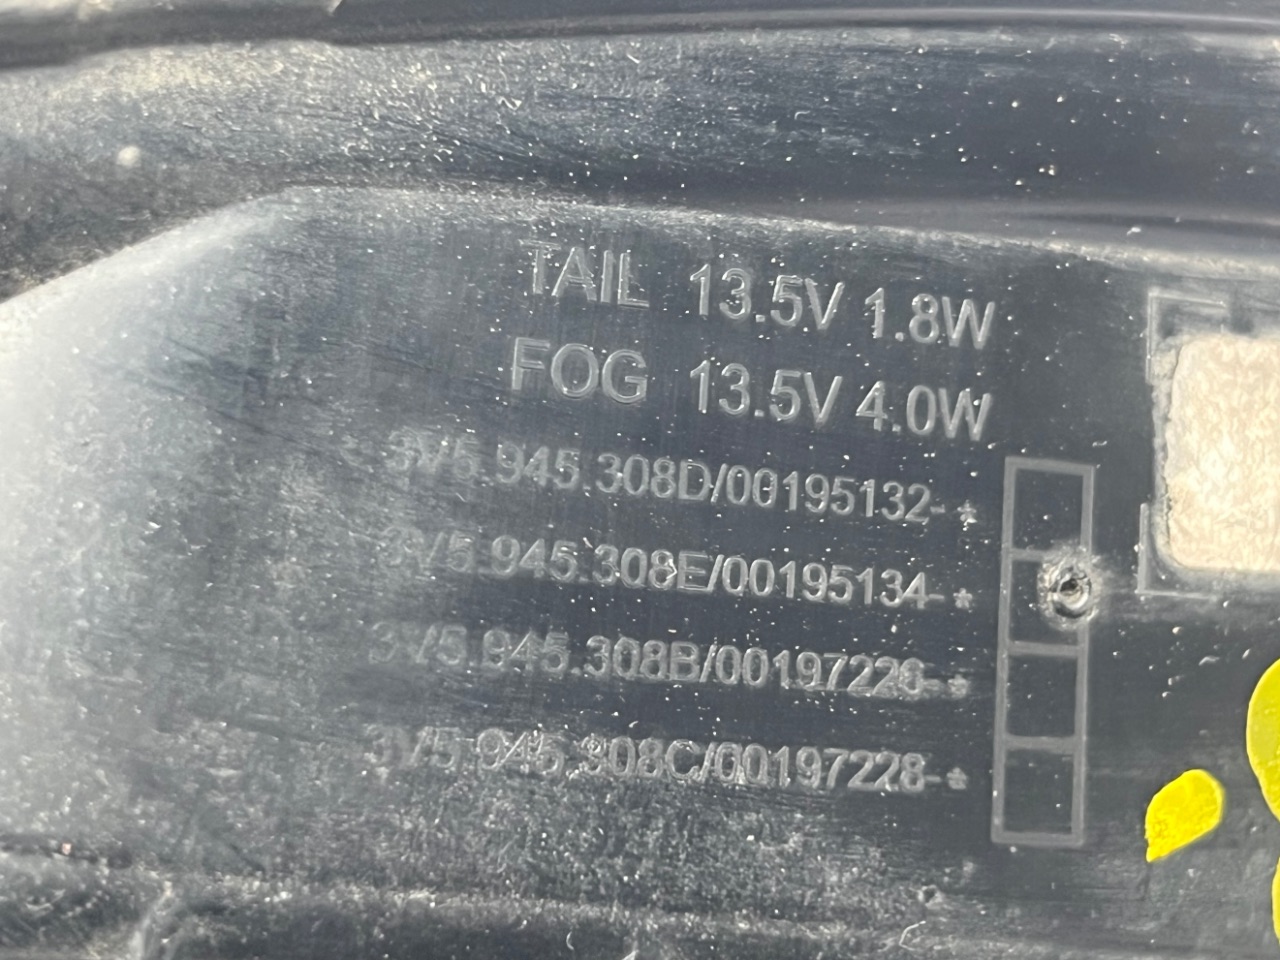 TAIL 13.5V 1.8W
FOG 13.5V 4.0W
3V5.945.308D/00195132-*
3V5.945.308E/00195134-*
3V5.945.308B/00197226-*
3V5.945.308C/00197228-*